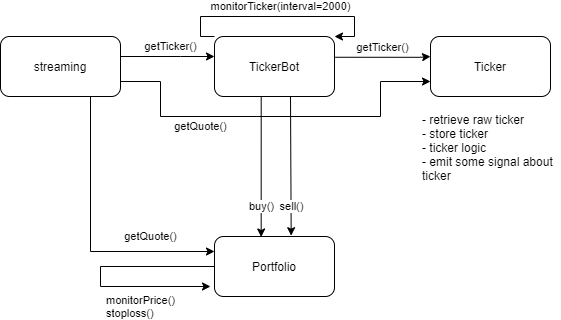 monitorTicker(interval=2000)
getTicker()
getTicker()
streaming
TickerBot
Ticker
getQuote()
- retrieve raw ticker
- store ticker
- ticker logic
- emit some signal about
ticker
buy()
sell()
getQuote()
Portfolio
monitorPrice()
stoploss()